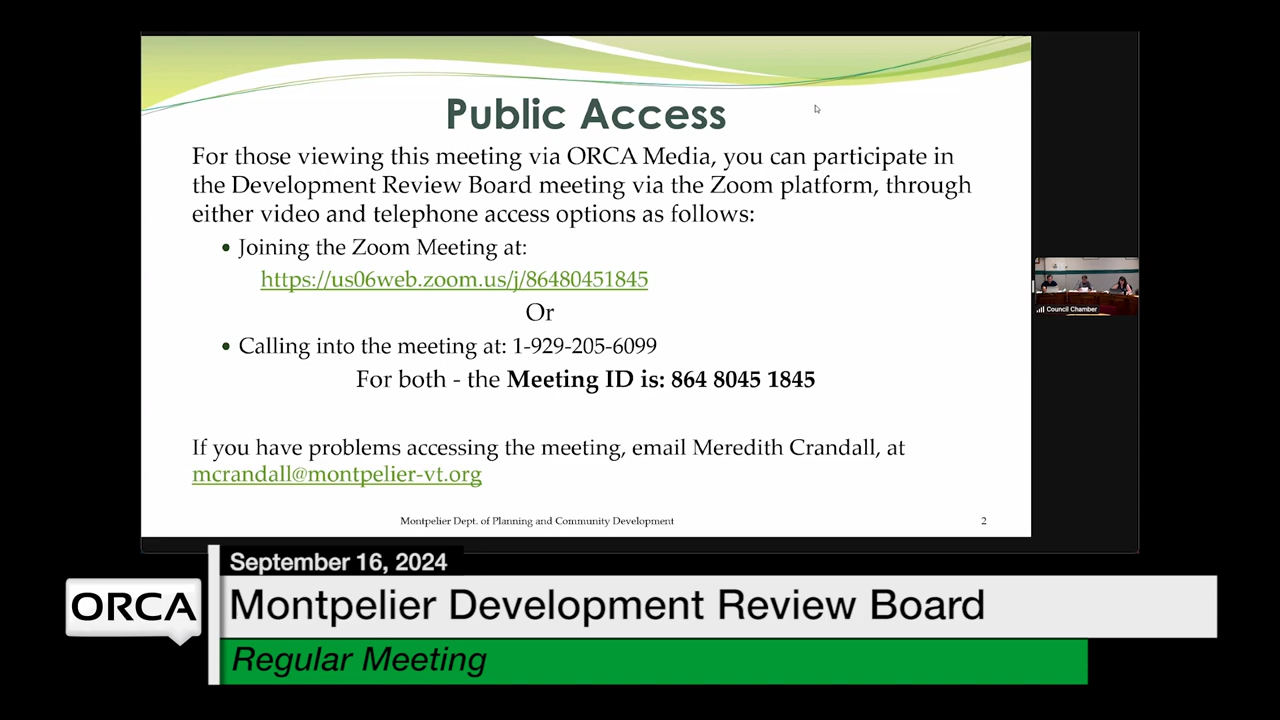 Public Access
For those viewing this meeting via ORCA Media, you can participate in
the Development Review Board meeting via the Zoom platform, through
either video and telephone access options as follows:
• Joining the Zoom Meeting at:
https://us06web.zoom.us/j/86480451845
Or
• Calling into the meeting at: 1-929-205-6099
For both - the Meeting ID is: 864 8045 1845
If you have problems accessing the meeting, email Meredith Crandall, at
mcrandall@montpelier-vt.org
Montpelier Dept. of Planning and Community Development 2
Council Chamber
September 16, 2024
ORCA
Montpelier Development Review Board
Regular Meeting